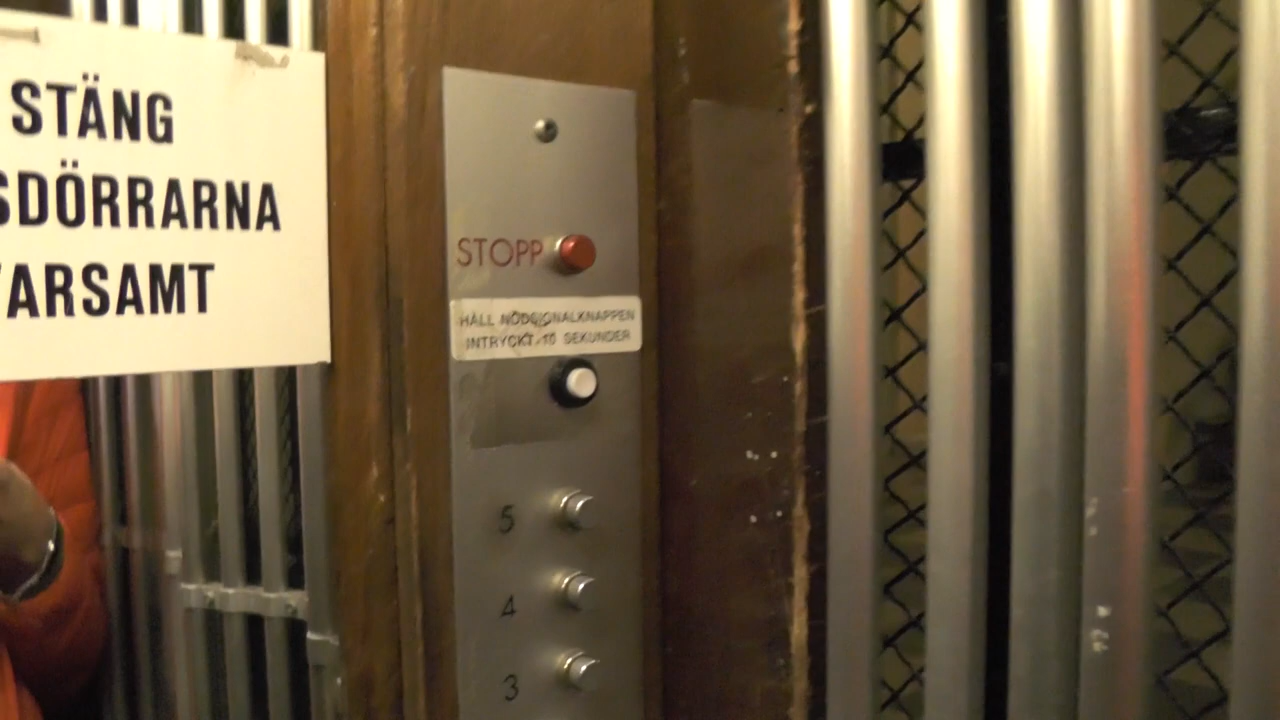 STÄNG
SDÖRRARNA
VARSAMT
STOPP
HÅLL NÖDSIGNALKNAPPEN
INTRYCKT 10 SEKUNDER
5
4
3